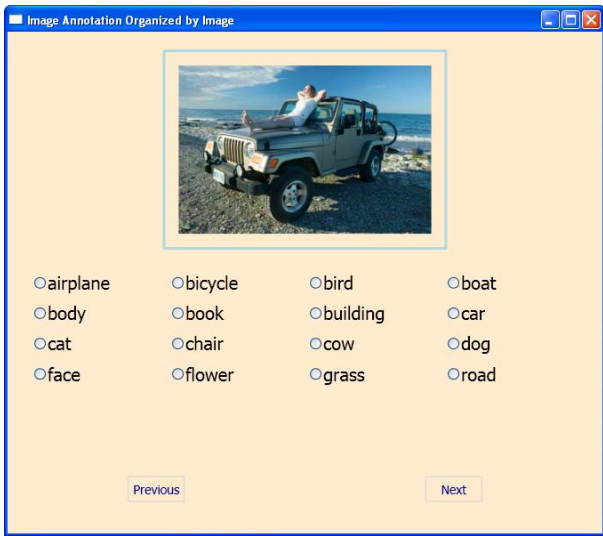 Image Annotation Organized by Image
airplane bicycle bird boat
body book building car
cat chair cow dog
face flower grass road
Previous Next